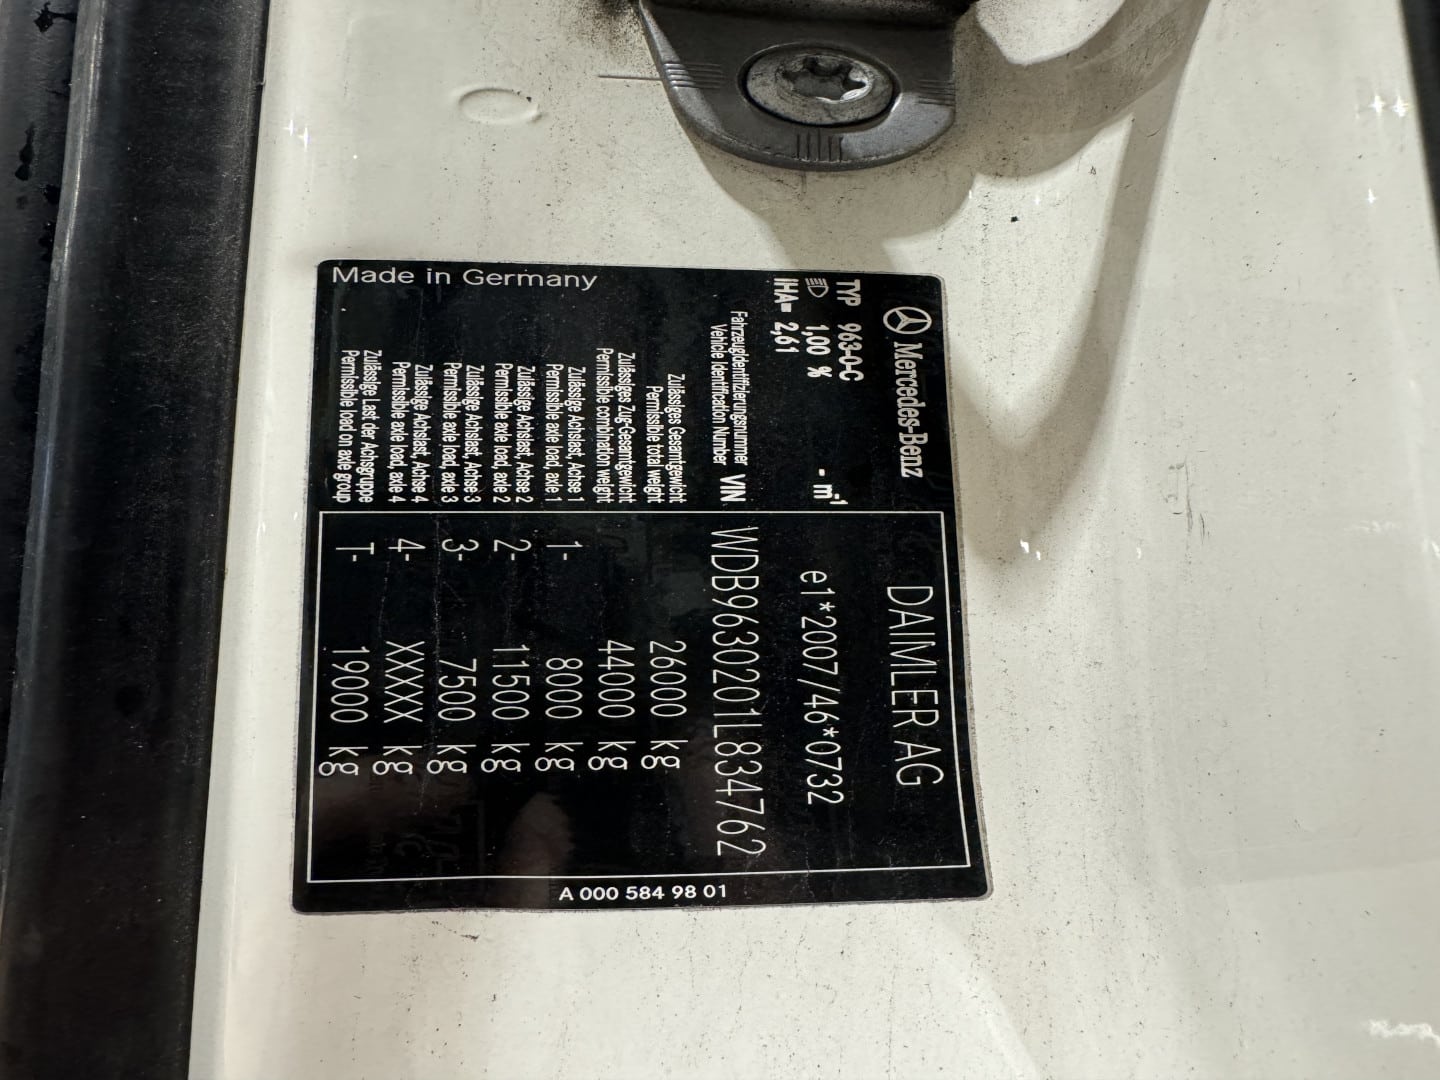 Mercedes-Benz
DAIMLER AG
TYP 963-0-C
1,00 % - m-1
e1*2007/46*0732
IHA= 2,61
Fahrzeugidentifizierungsnummer
Vehicle Identification Number VIN WDB9630201L834762
Zulässiges Gesamtgewicht
Permissible total weight 26000 kg
Zulässiges Zug-Gesamtgewicht
Permissible combination weight 44000 kg
Zulässige Achslast, Achse 1
Permissible axle load, axle 1 1- 8000 kg
Zulässige Achslast, Achse 2
Permissible axle load, axle 2 2- 11500 kg
Zulässige Achslast, Achse 3
Permissible axle load, axle 3 3- 7500 kg
Zulässige Achslast, Achse 4
Permissible axle load, axle 4 4- XXXXX kg
Zulässige Last der Achsgruppe
Permissible load on axle group T- 19000 kg
Made in Germany
A 000 584 98 01